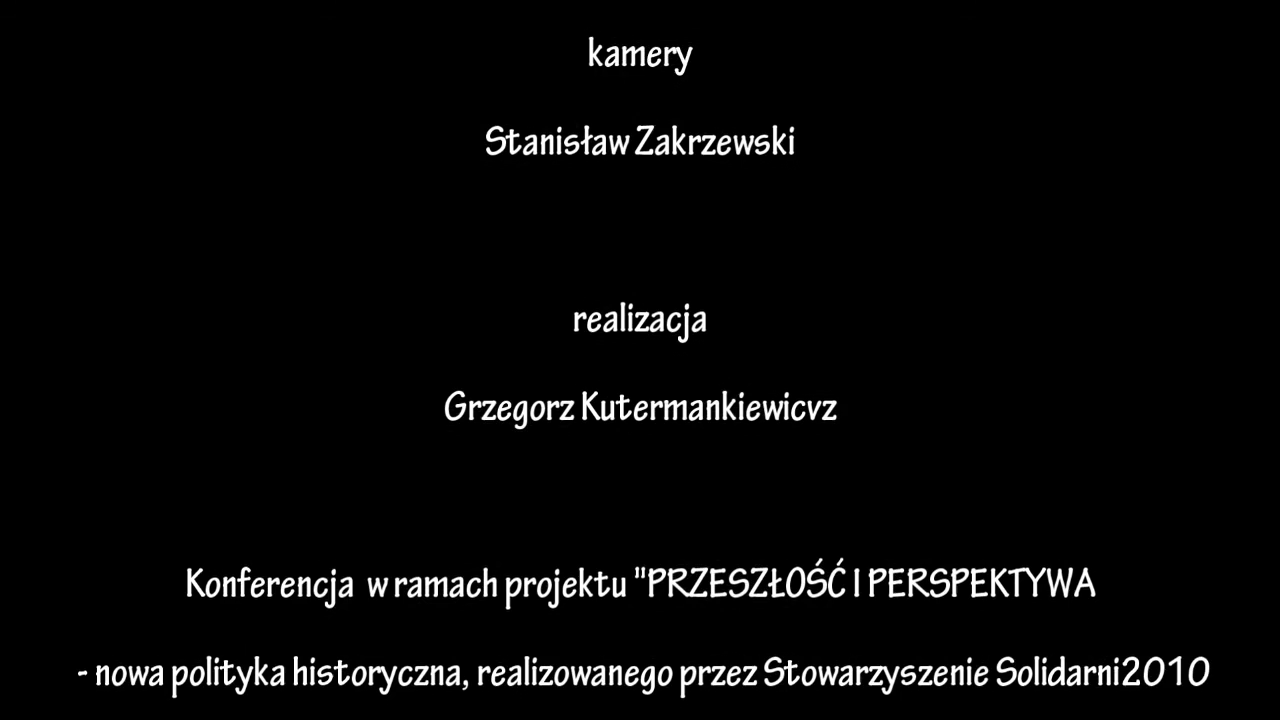 kamery
Stanisław Zakrzewski
realizacja
Grzegorz Kutermankiewicvz
Konferencja w ramach projektu "PRZESZŁOŚĆ I PERSPEKTYWA
- nowa polityka historyczna, realizowanego przez Stowarzyszenie Solidarni2010